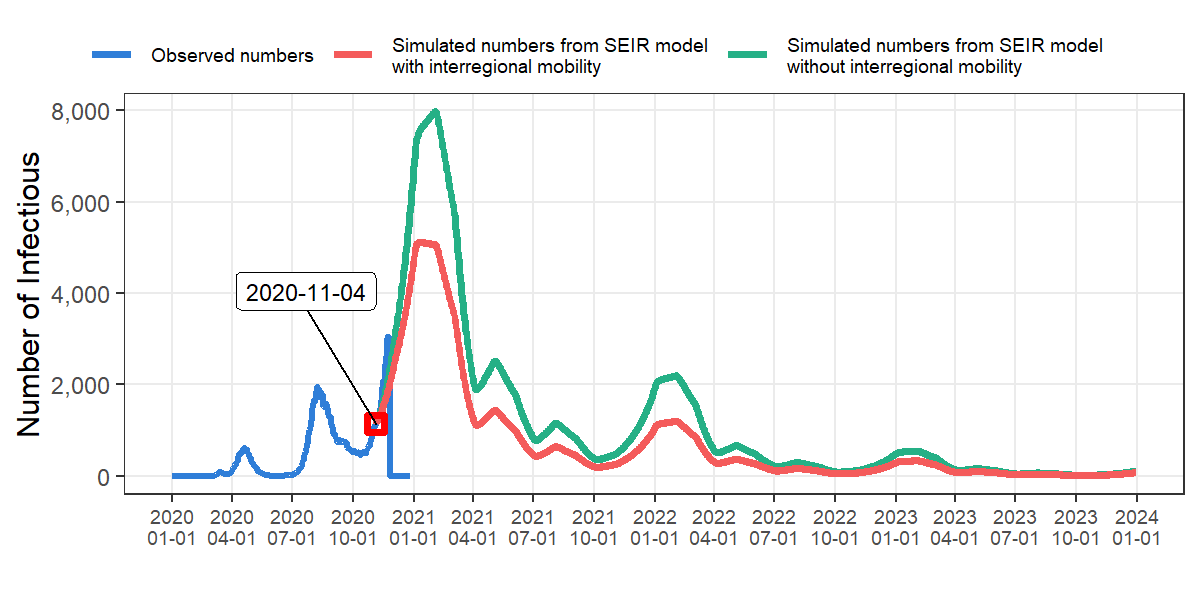 Observed numbers
Simulated numbers from SEIR model
with interregional mobility
Simulated numbers from SEIR model
without interregional mobility
Number of Infectious
8,000
6,000
4,000
2,000
0
2020-11-04
2020 2020 2020 2020 2021 2021 2021 2021 2022 2022 2022 2022 2023 2023 2023 2023 2024
01-01 04-01 07-01 10-01 01-01 04-01 07-01 10-01 01-01 04-01 07-01 10-01 01-01 04-01 07-01 10-01 01-01